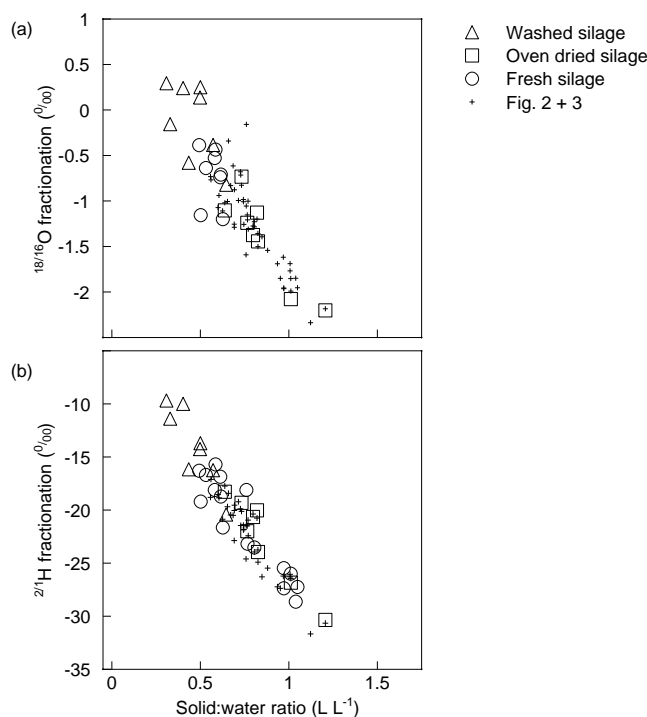 (a)
18/16O fractionation (0/00)
1
0.5
0
-0.5
-1
-1.5
-2
Washed silage
Oven dried silage
Fresh silage
Fig. 2 + 3
(b)
2/1H fractionation (0/00)
-10
-15
-20
-25
-30
-35
0 0.5 1 1.5
Solid:water ratio (L L-1)